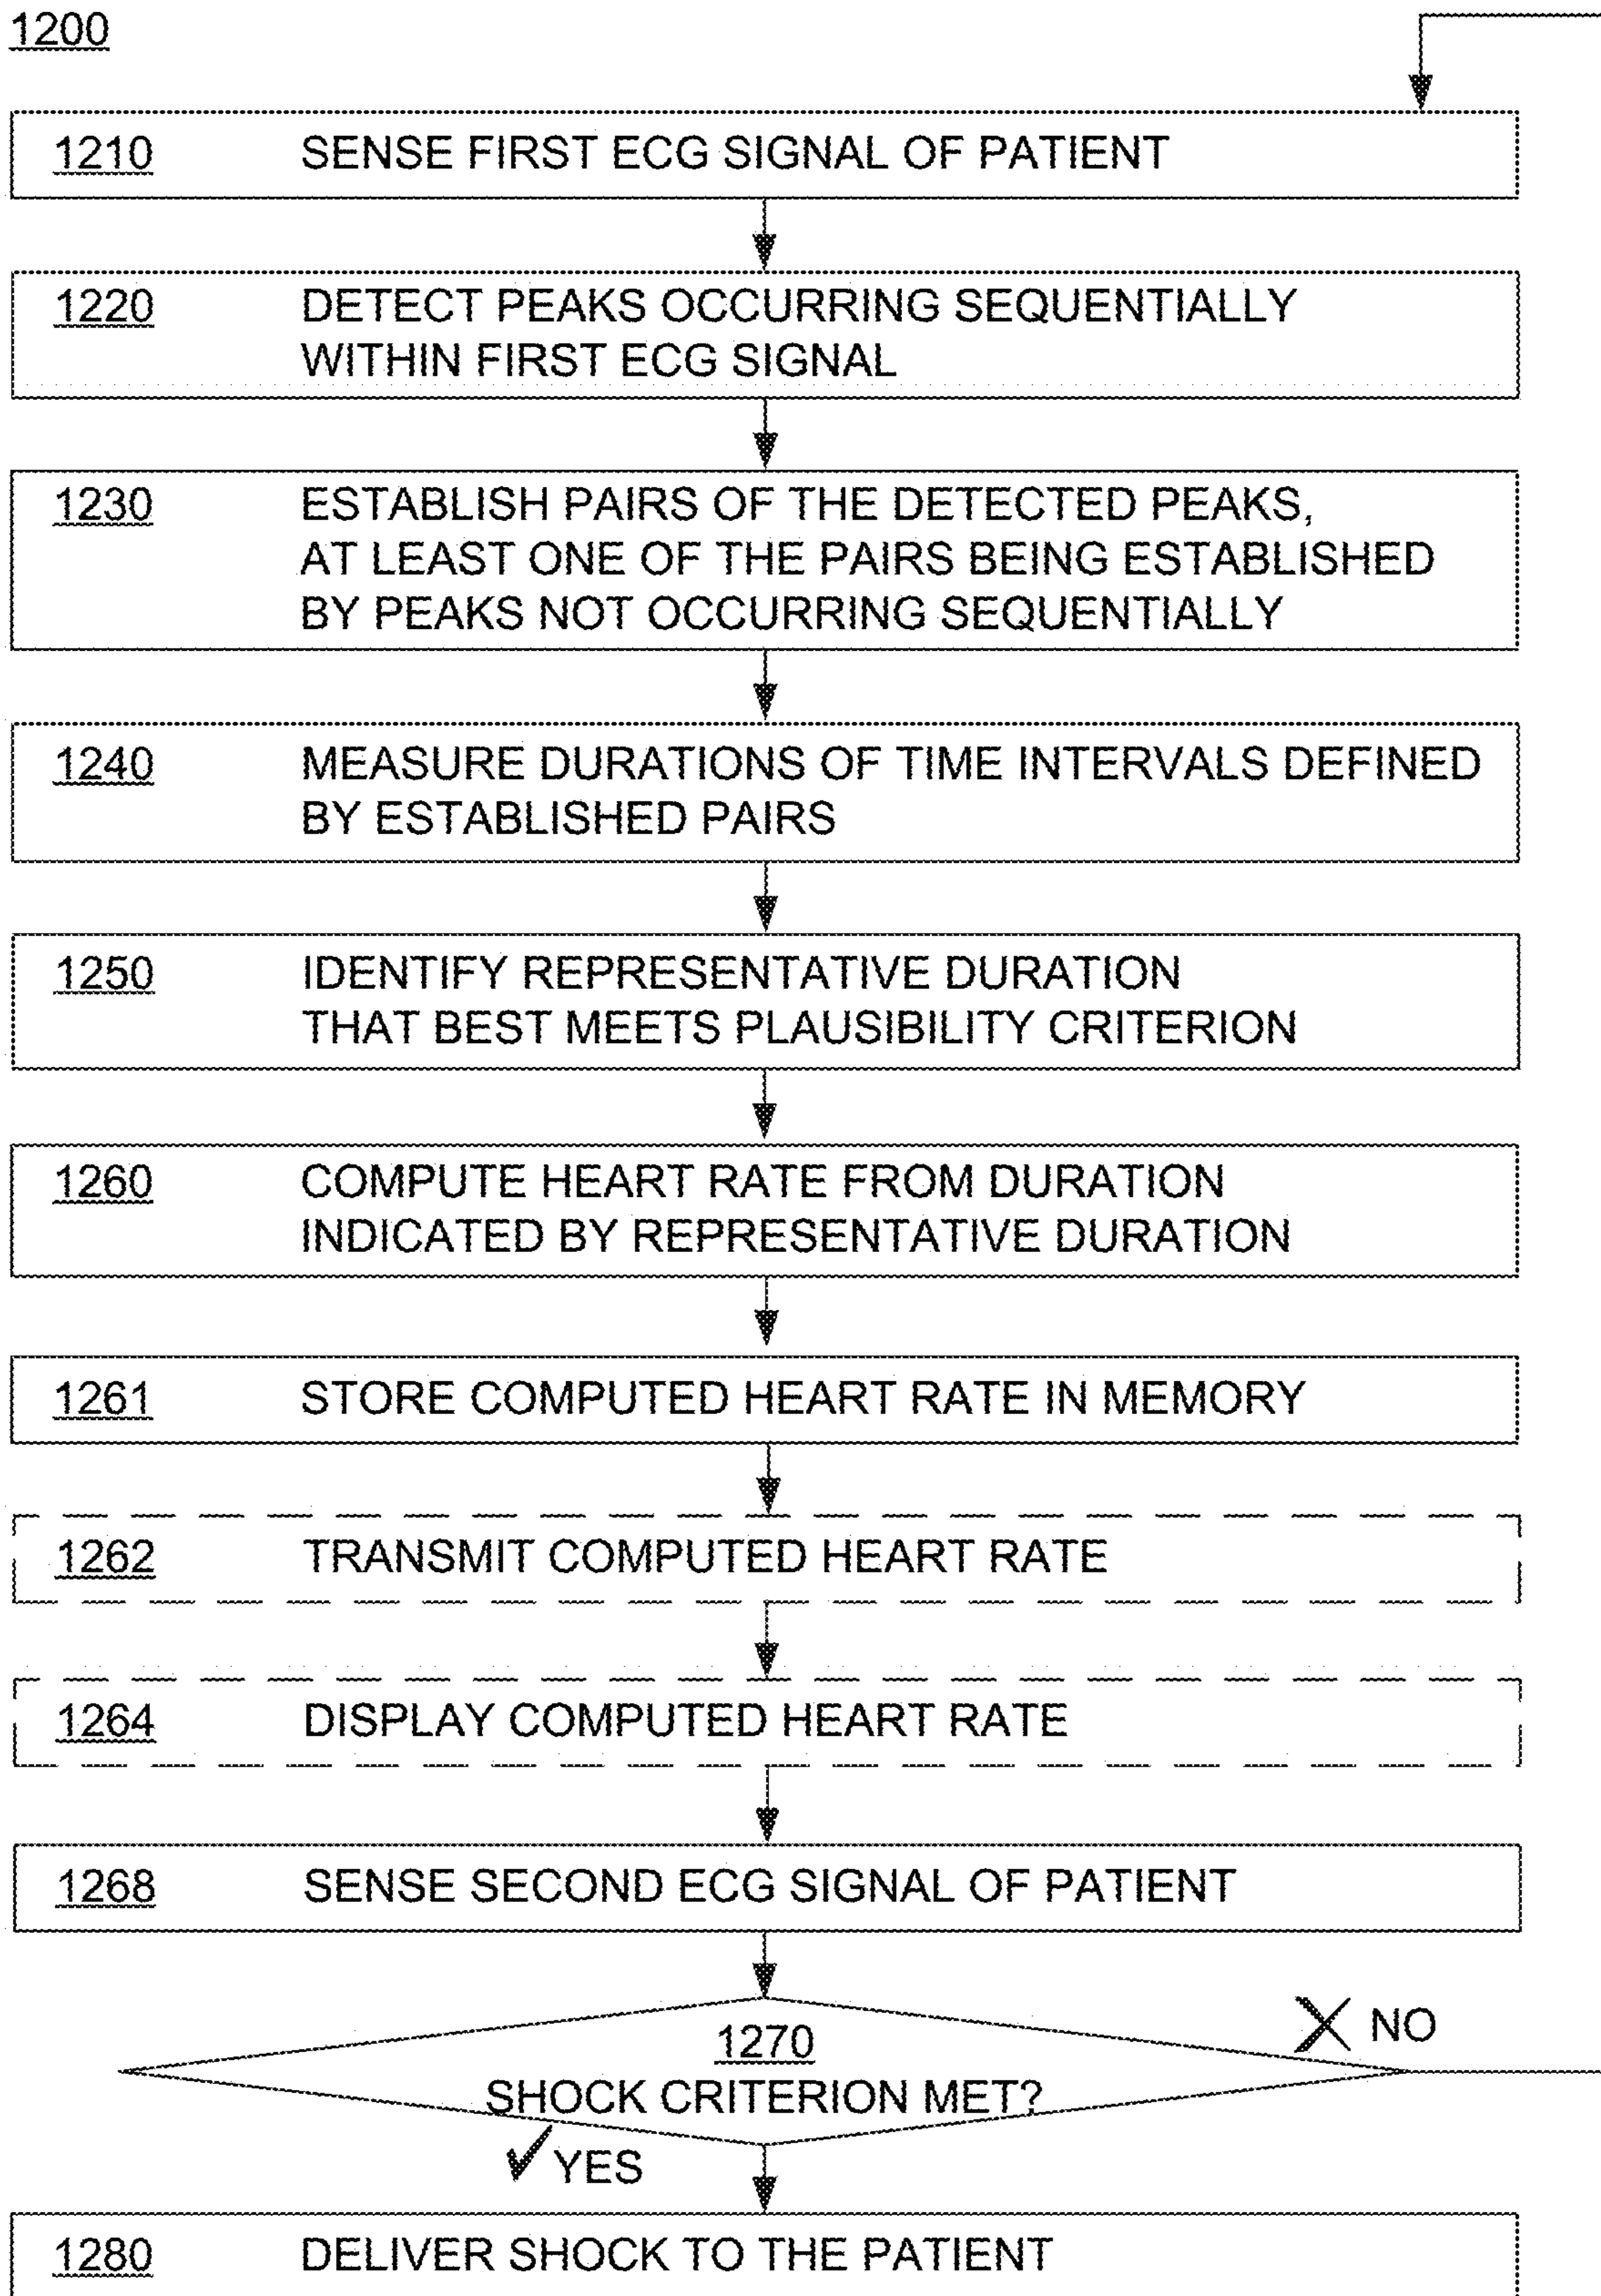 1200
1210 SENSE FIRST ECG SIGNAL OF PATIENT
1220 DETECT PEAKS OCCURRING SEQUENTIALLY
WITHIN FIRST ECG SIGNAL
1230 ESTABLISH PAIRS OF THE DETECTED PEAKS,
AT LEAST ONE OF THE PAIRS BEING ESTABLISHED
BY PEAKS NOT OCCURRING SEQUENTIALLY
1240 MEASURE DURATIONS OF TIME INTERVALS DEFINED
BY ESTABLISHED PAIRS
1250 IDENTIFY REPRESENTATIVE DURATION
THAT BEST MEETS PLAUSIBILITY CRITERION
1260 COMPUTE HEART RATE FROM DURATION
INDICATED BY REPRESENTATIVE DURATION
1261 STORE COMPUTED HEART RATE IN MEMORY
1262 TRANSMIT COMPUTED HEART RATE
1264 DISPLAY COMPUTED HEART RATE
1268 SENSE SECOND ECG SIGNAL OF PATIENT
NO
1270
SHOCK CRITERION MET?
YES
1280 DELIVER SHOCK TO THE PATIENT